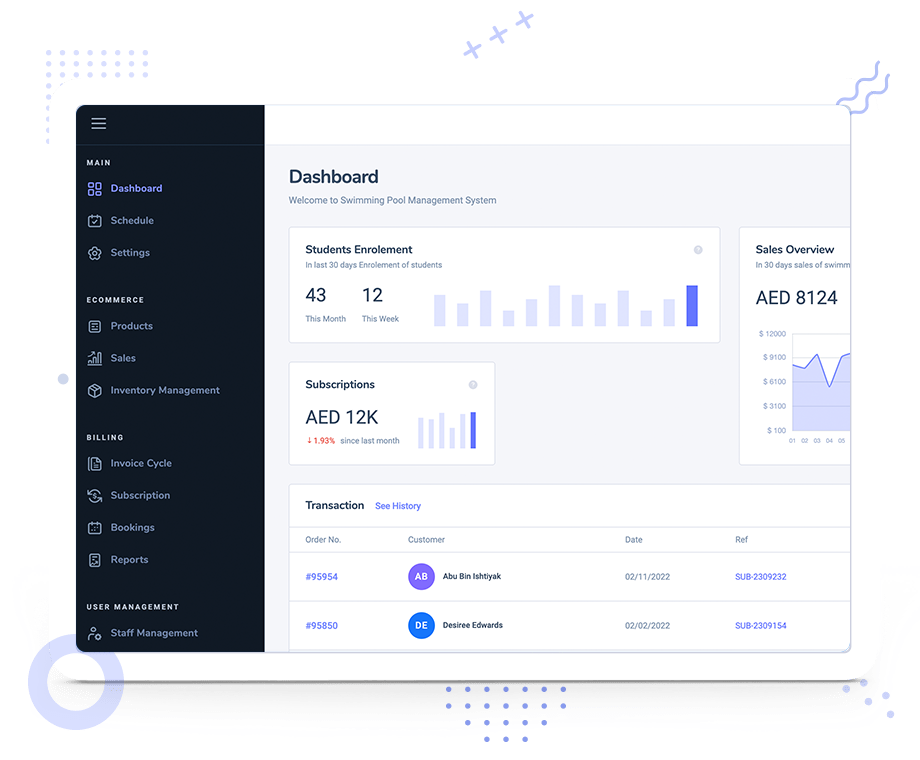 MAIN
Dashboard
Schedule
Settings
ECOMMERCE
Products
Sales
Inventory Management
BILLING
Invoice Cycle
Subscription
Bookings
Reports
USER MANAGEMENT
Staff Management
Dashboard
Welcome to Swimming Pool Management System
Students Enrolement
In last 30 days Enrolement of students
43 12
This Month This Week
Sales Overview
In 30 days sales of swimm
AED 8124
$ 12000
$ 9100
$ 6100
$ 3100
$ 100
01 02 03 04 05
Subscriptions
AED 12K
↓ 1.93% since last month
Transaction See History
Order No. Customer Date Ref
#95954 AB Abu Bin Ishtiyak 02/11/2022 SUB-2309232
#95850 DE Desiree Edwards 02/02/2022 SUB-2309154